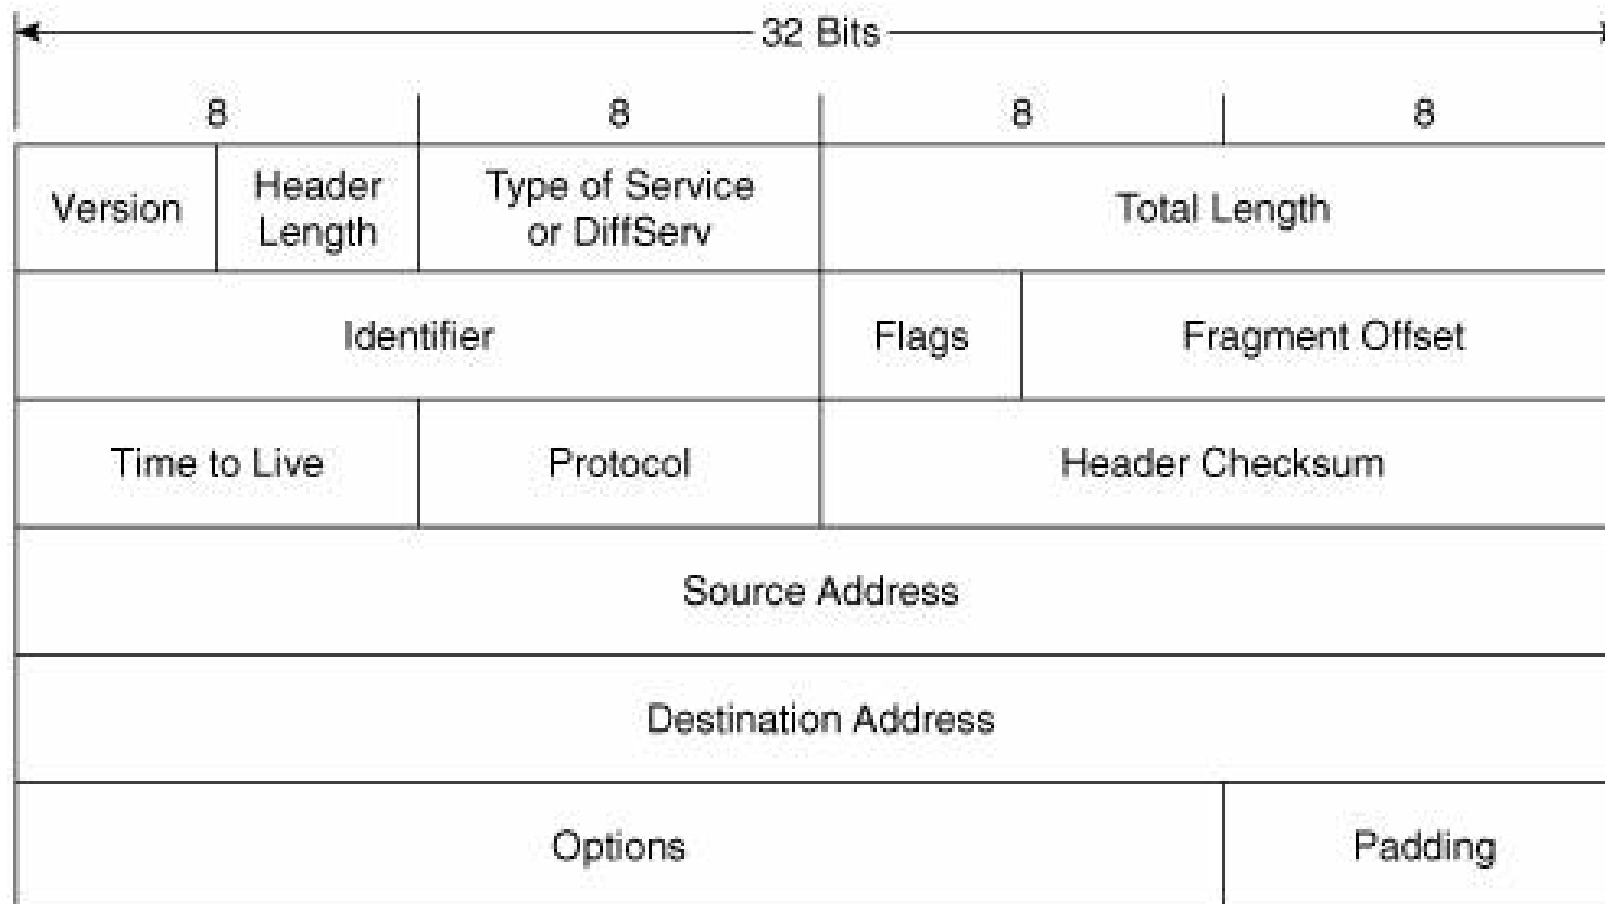 32 Bits
8 8 8 8
Version
Header
Length
Type of Service
or DiffServ
Total Length
Identifier
Flags
Fragment Offset
Time to Live
Protocol
Header Checksum
Source Address
Destination Address
Options
Padding